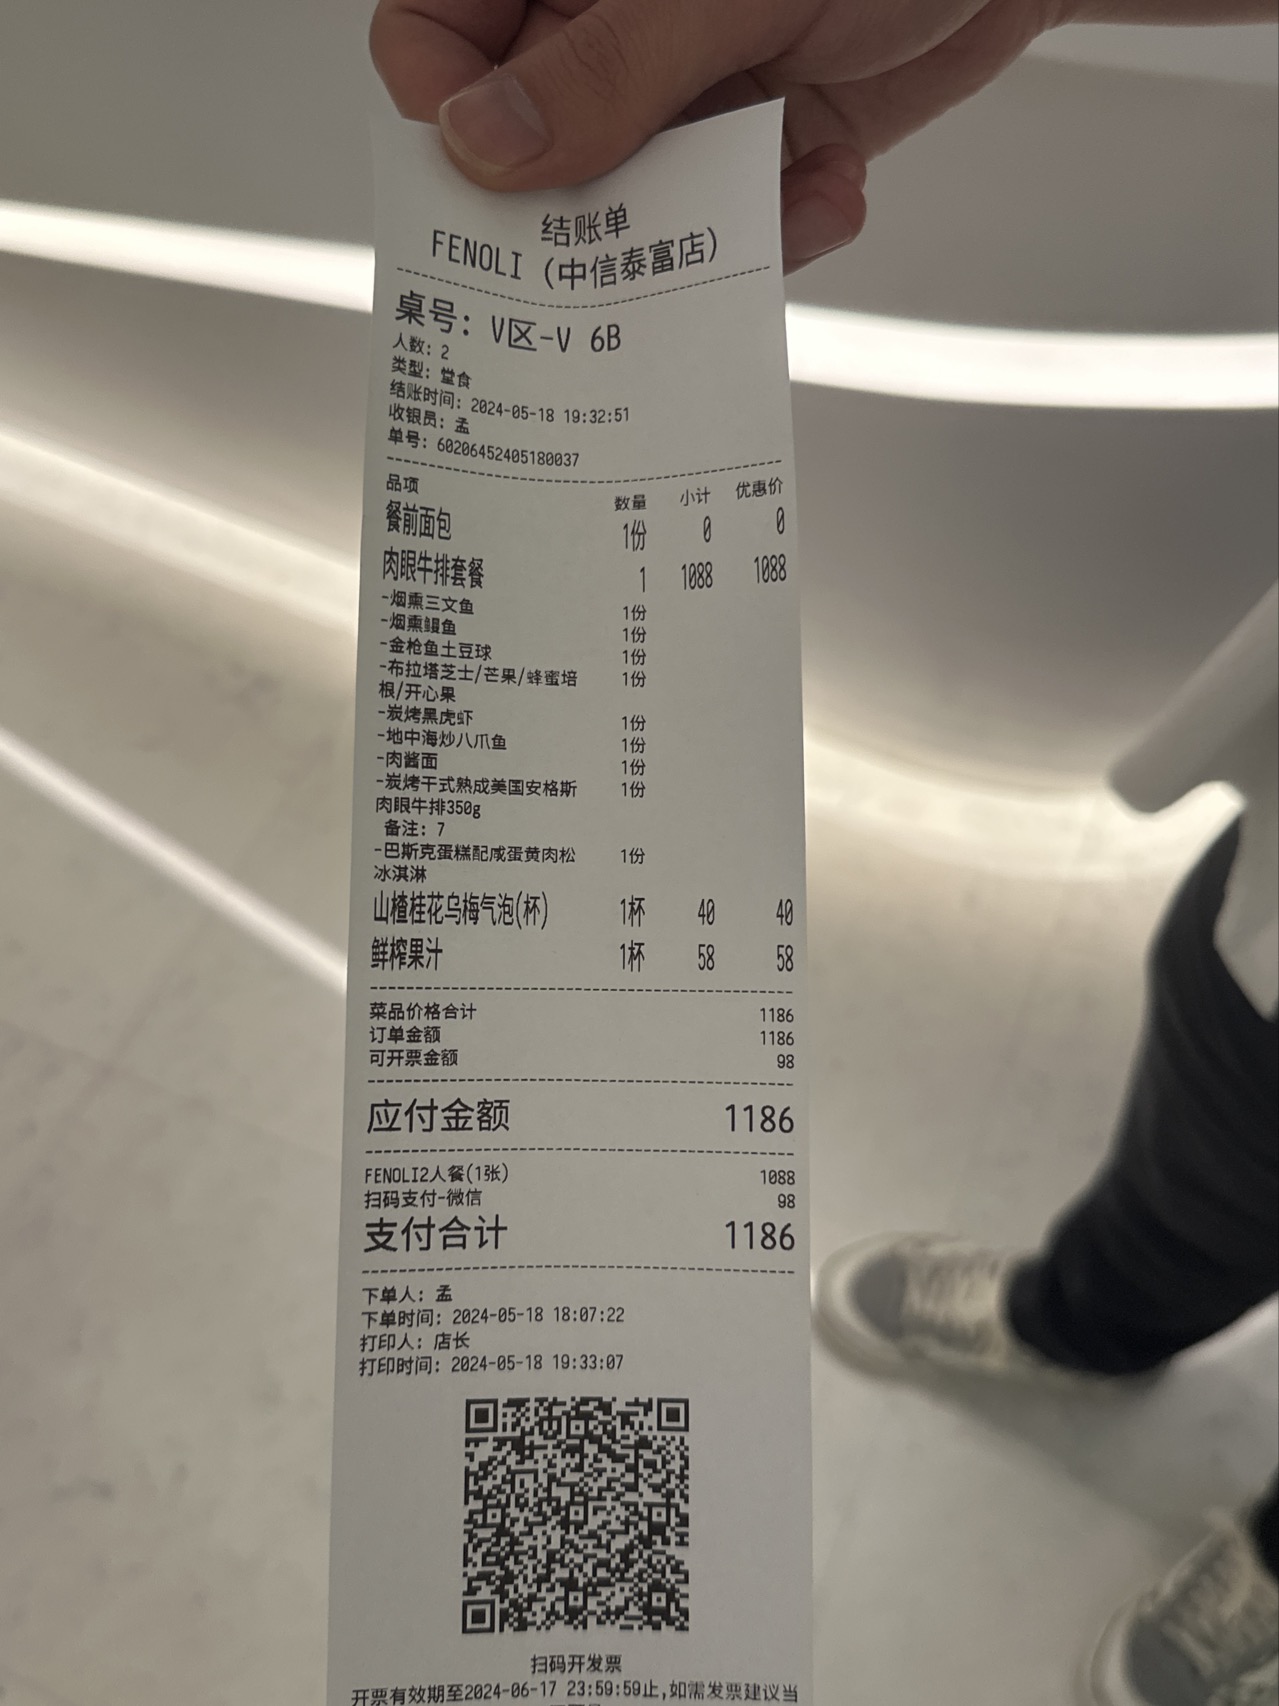 结账单
FENOLI (中信泰富店)
桌号: V区-V 6B
人数: 2
类型: 堂食
结账时间: 2024-05-18 19:32:51
收银员: 孟
单号: 60206452405180037
品项 数量 小计 优惠价
餐前面包 1份 0 0
肉眼牛排套餐 1 1088 1088
-烟熏三文鱼 1份
-烟熏鳗鱼 1份
-金枪鱼土豆球 1份
-布拉塔芝士/芒果/蜂蜜培 1份
根/开心果
-炭烤黑虎虾 1份
-地中海炒八爪鱼 1份
-肉酱面 1份
-炭烤干式熟成美国安格斯 1份
肉眼牛排350g
备注: 7
-巴斯克蛋糕配咸蛋黄肉松 1份
冰淇淋
山楂桂花乌梅气泡(杯) 1杯 40 40
鲜榨果汁 1杯 58 58
菜品价格合计 1186
订单金额 1186
可开票金额 98
应付金额 1186
FENOLI2人餐(1张) 1088
扫码支付-微信 98
支付合计 1186
下单人: 孟
下单时间: 2024-05-18 18:07:22
打印人: 店长
打印时间: 2024-05-18 19:33:07
扫码开发票
开票有效期至2024-06-17 23:59:59止,如需发票建议当